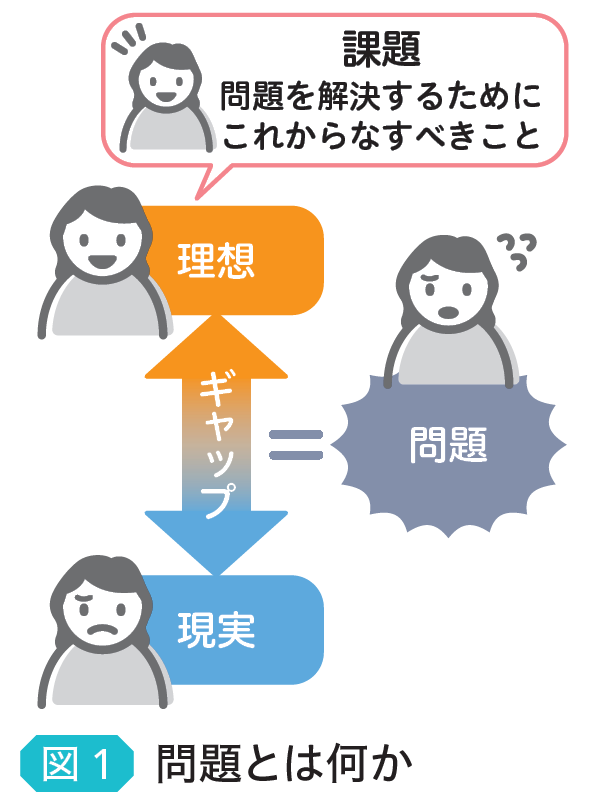 課題
問題を解決するために
これからなすべきこと
理想
ギャップ
=
問題
現実
図1 問題とは何か